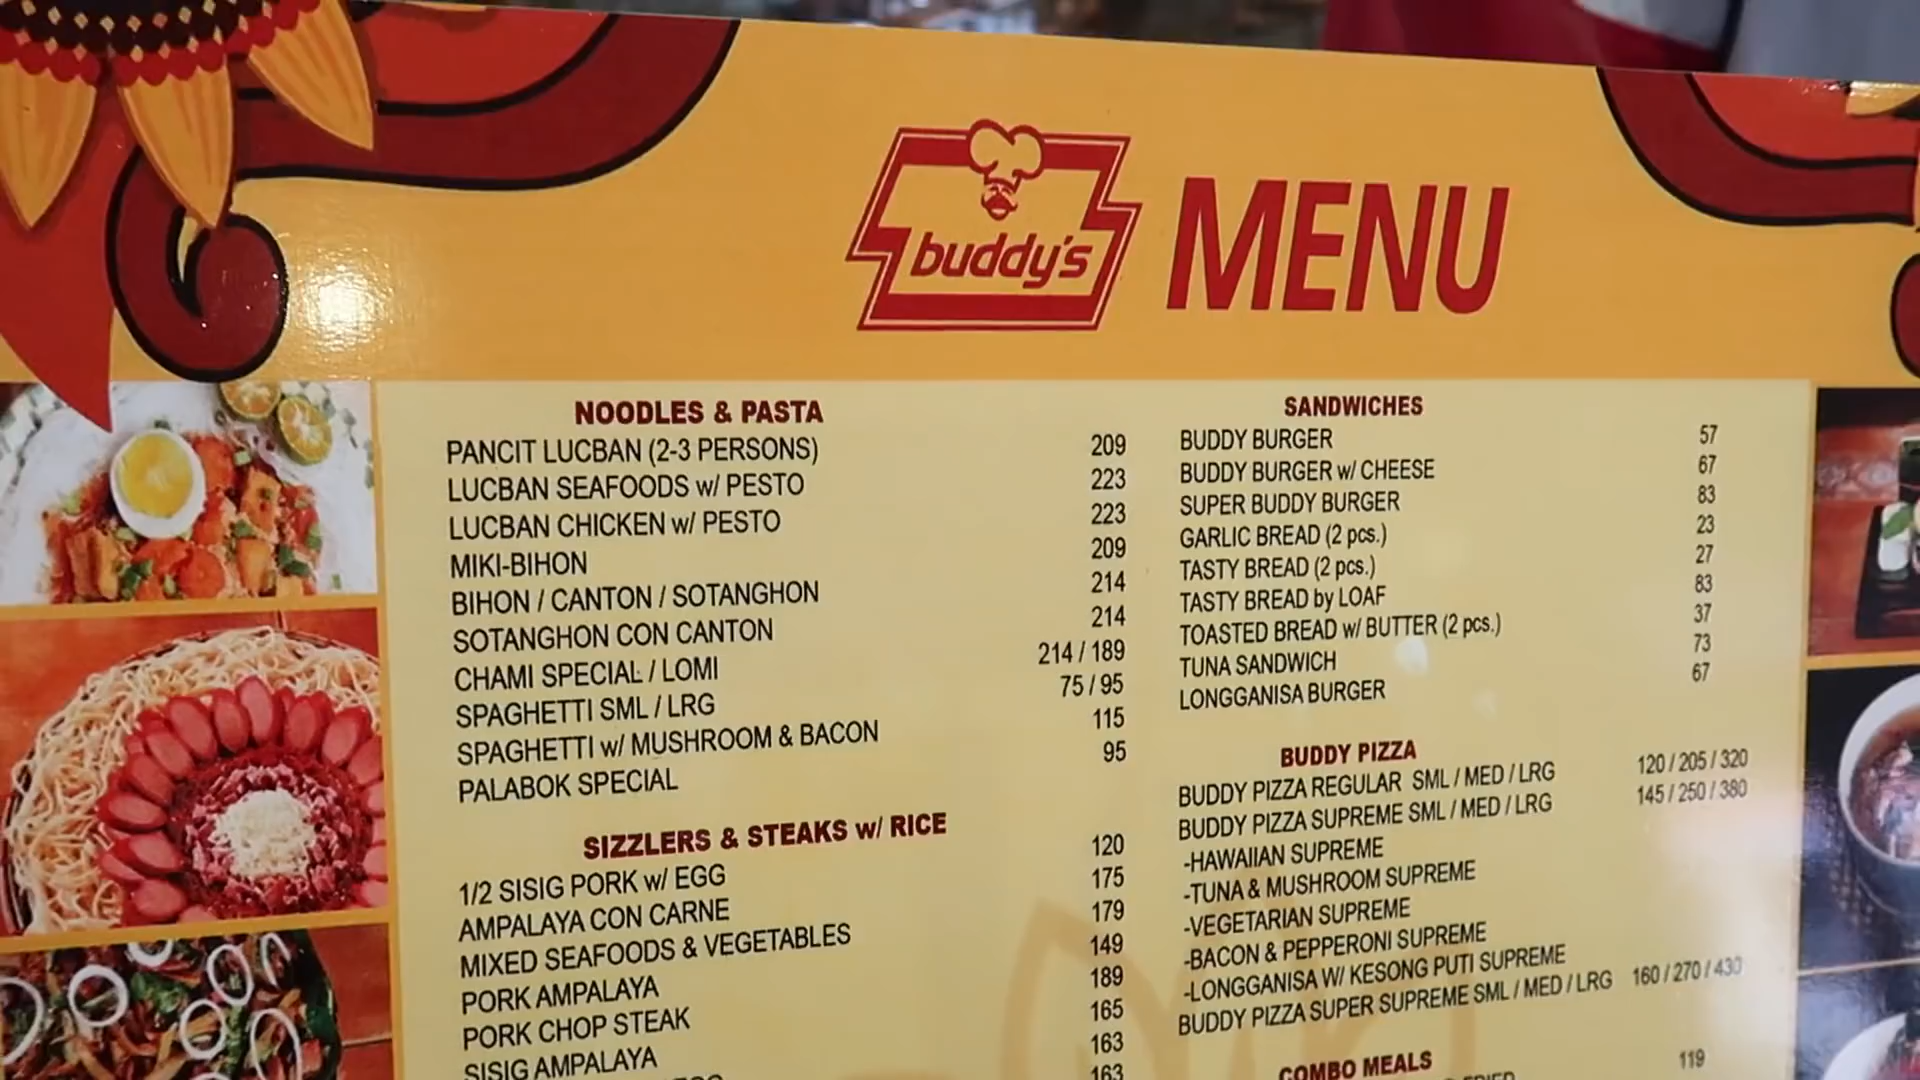 buddy's MENU
NOODLES & PASTA
PANCIT LUCBAN (2-3 PERSONS) 209
LUCBAN SEAFOODS w/ PESTO 223
LUCBAN CHICKEN w/ PESTO 223
MIKI-BIHON 209
BIHON / CANTON / SOTANGHON 214
SOTANGHON CON CANTON 214
CHAMI SPECIAL / LOMI 214 / 189
SPAGHETTI SML / LRG 75 / 95
SPAGHETTI w/ MUSHROOM & BACON 115
PALABOK SPECIAL 95
SIZZLERS & STEAKS w/ RICE
1/2 SISIG PORK w/ EGG 120
AMPALAYA CON CARNE 175
MIXED SEAFOODS & VEGETABLES 179
PORK AMPALAYA 149
PORK CHOP STEAK 189
SISIG AMPALAYA 165
163
163
SANDWICHES
BUDDY BURGER 57
BUDDY BURGER w/ CHEESE 67
SUPER BUDDY BURGER 83
GARLIC BREAD (2 pcs.) 23
TASTY BREAD (2 pcs.) 27
TASTY BREAD by LOAF 83
TOASTED BREAD w/ BUTTER (2 pcs.) 37
TUNA SANDWICH 73
LONGGANISA BURGER 67
BUDDY PIZZA
BUDDY PIZZA REGULAR SML / MED / LRG 120 / 205 / 320
BUDDY PIZZA SUPREME SML / MED / LRG 145 / 250 / 380
-HAWAIIAN SUPREME
-TUNA & MUSHROOM SUPREME
-VEGETARIAN SUPREME
-BACON & PEPPERONI SUPREME
-LONGGANISA W/ KESONG PUTI SUPREME
BUDDY PIZZA SUPER SUPREME SML / MED / LRG 160 / 270 / 430
COMBO MEALS
119